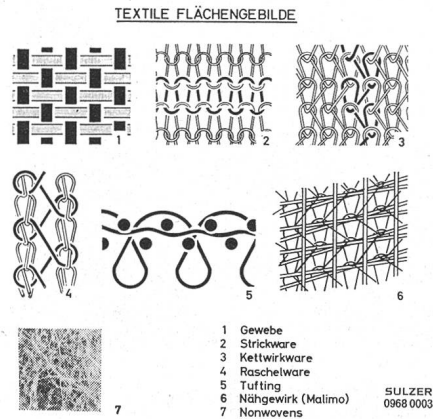 TEXTILE FLÄCHENGEBILDE
1
2
3
4
5
6
7
1 Gewebe
2 Strickware
3 Kettwirkware
4 Raschelware
5 Tufting
6 Nähgewirk (Malimo)
7 Nonwovens
SULZER
0968 0003